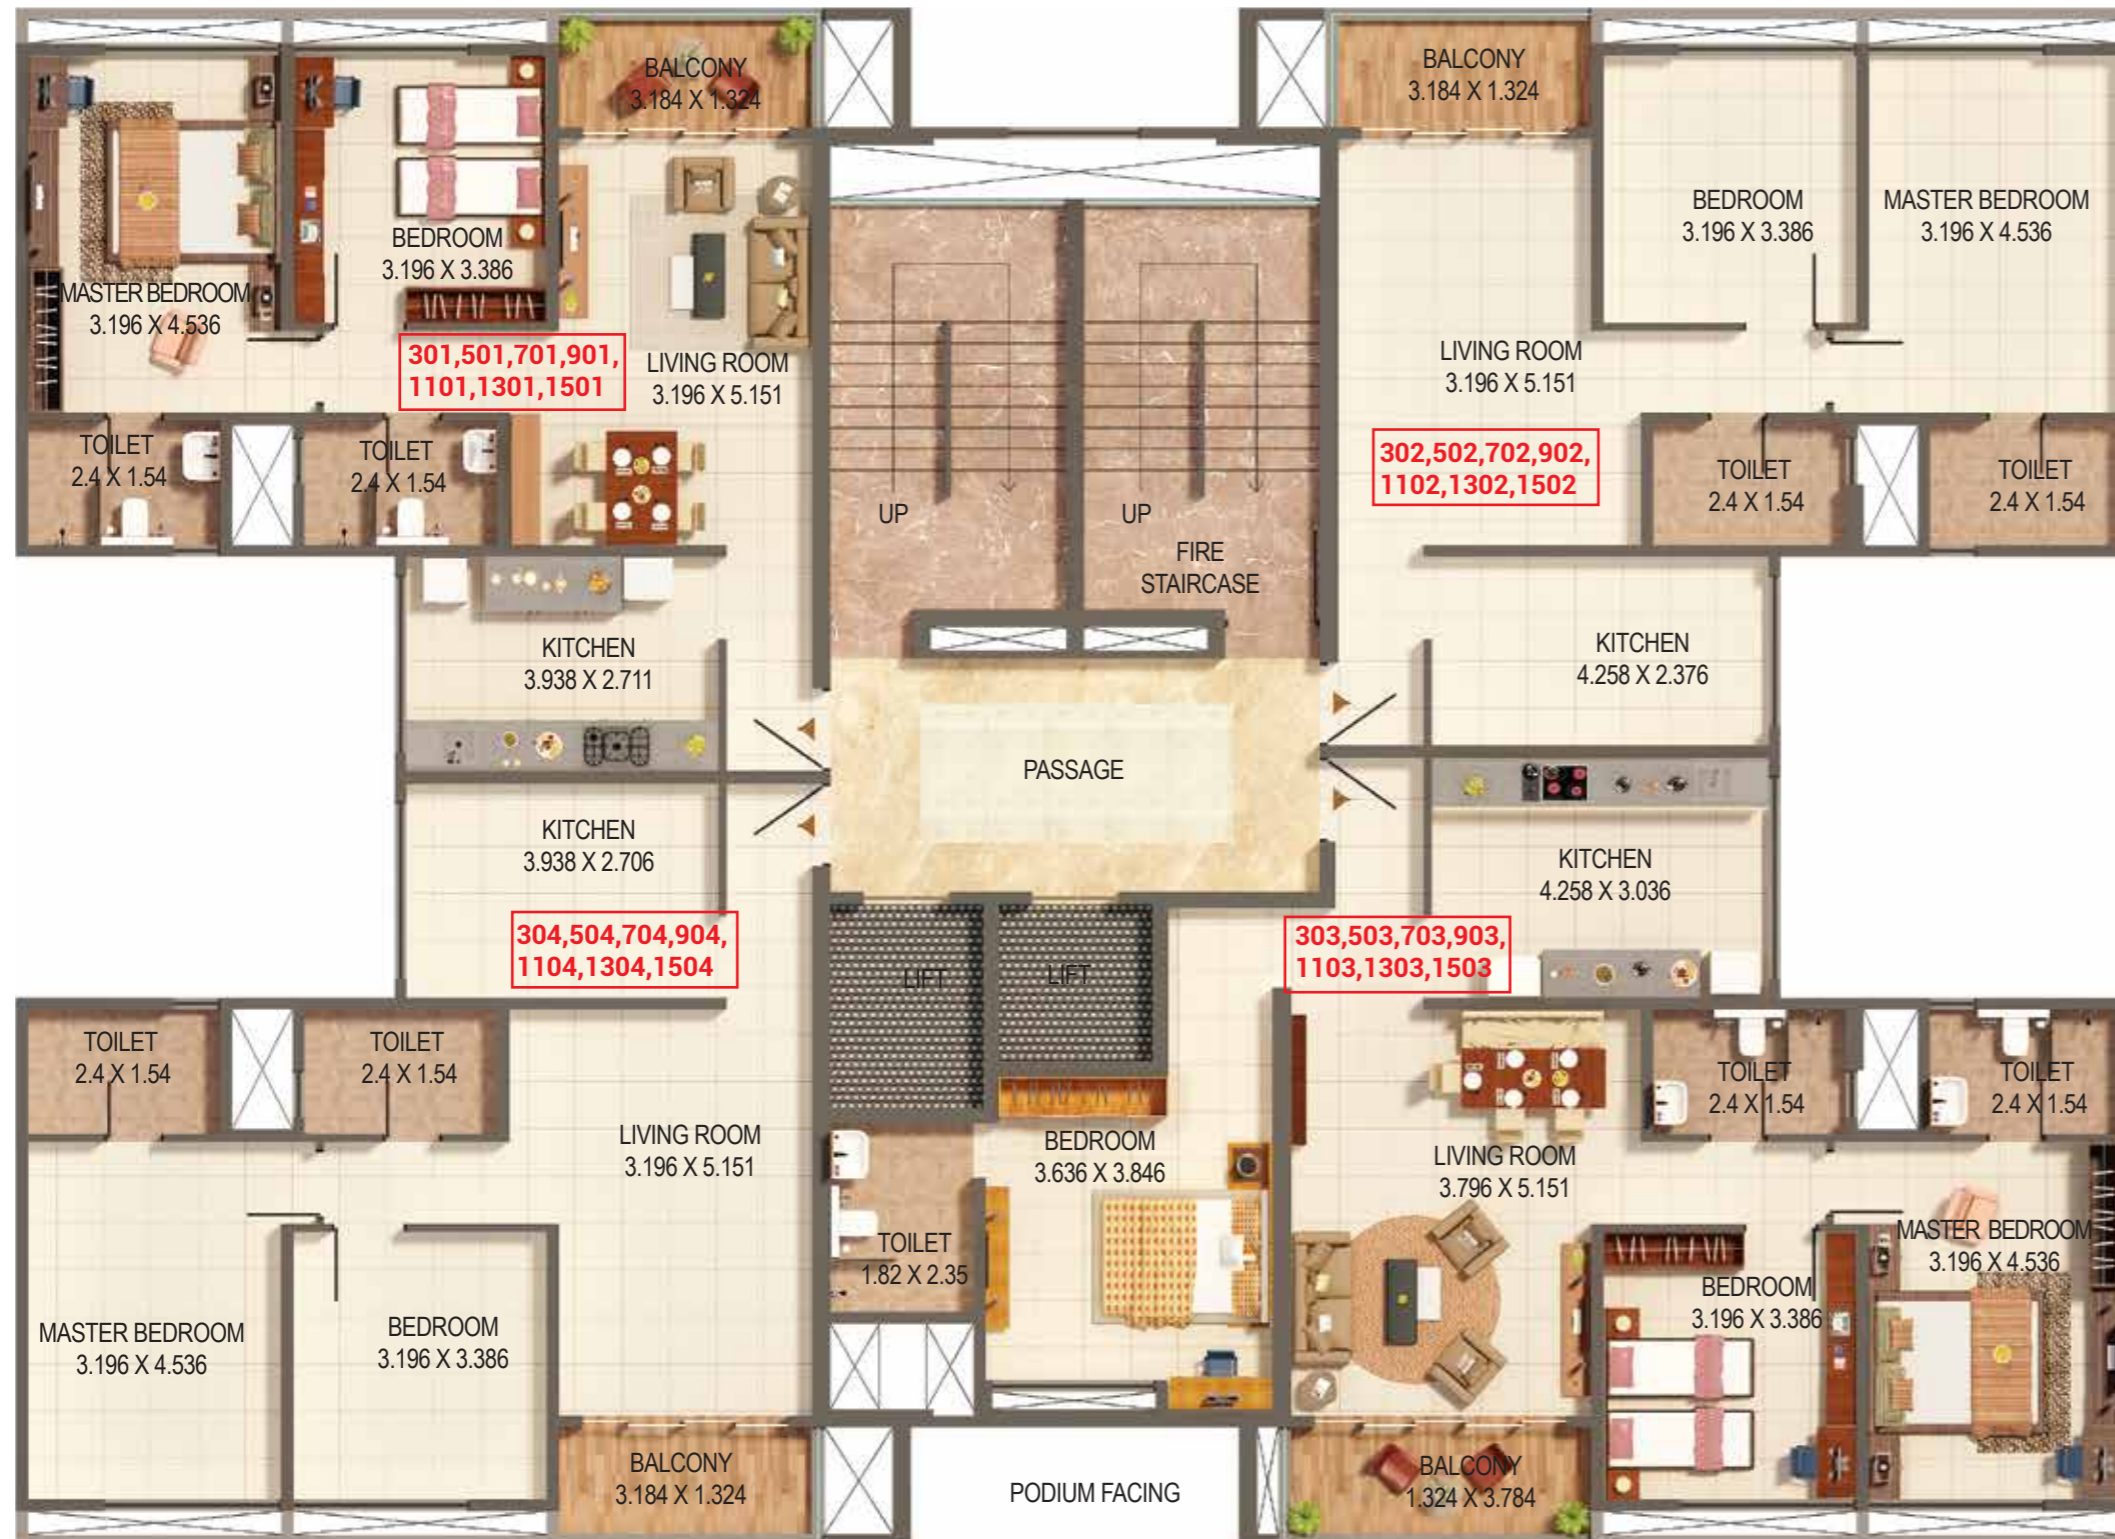 BALCONY
3.184 X 1.324
BALCONY
3.184 X 1.324
MASTER BEDROOM
3.196 X 4.536
BEDROOM
3.196 X 3.386
BEDROOM
3.196 X 3.386
MASTER BEDROOM
3.196 X 4.536
301,501,701,901,
1101,1301,1501
LIVING ROOM
3.196 X 5.151
LIVING ROOM
3.196 X 5.151
302,502,702,902,
1102,1302,1502
TOILET
2.4 X 1.54
TOILET
2.4 X 1.54
TOILET
2.4 X 1.54
TOILET
2.4 X 1.54
UP
UP
FIRE
STAIRCASE
KITCHEN
3.938 X 2.711
KITCHEN
4.258 X 2.376
PASSAGE
KITCHEN
3.938 X 2.706
KITCHEN
4.258 X 3.036
304,504,704,904,
1104,1304,1504
303,503,703,903,
1103,1303,1503
LIFT
LIFT
TOILET
2.4 X 1.54
TOILET
2.4 X 1.54
TOILET
2.4 X 1.54
TOILET
2.4 X 1.54
LIVING ROOM
3.196 X 5.151
BEDROOM
3.636 X 3.846
LIVING ROOM
3.796 X 5.151
TOILET
1.82 X 2.35
MASTER BEDROOM
3.196 X 4.536
BEDROOM
3.196 X 3.386
MASTER BEDROOM
3.196 X 4.536
BEDROOM
3.196 X 3.386
BALCONY
3.184 X 1.324
PODIUM FACING
BALCONY
1.324 X 3.784